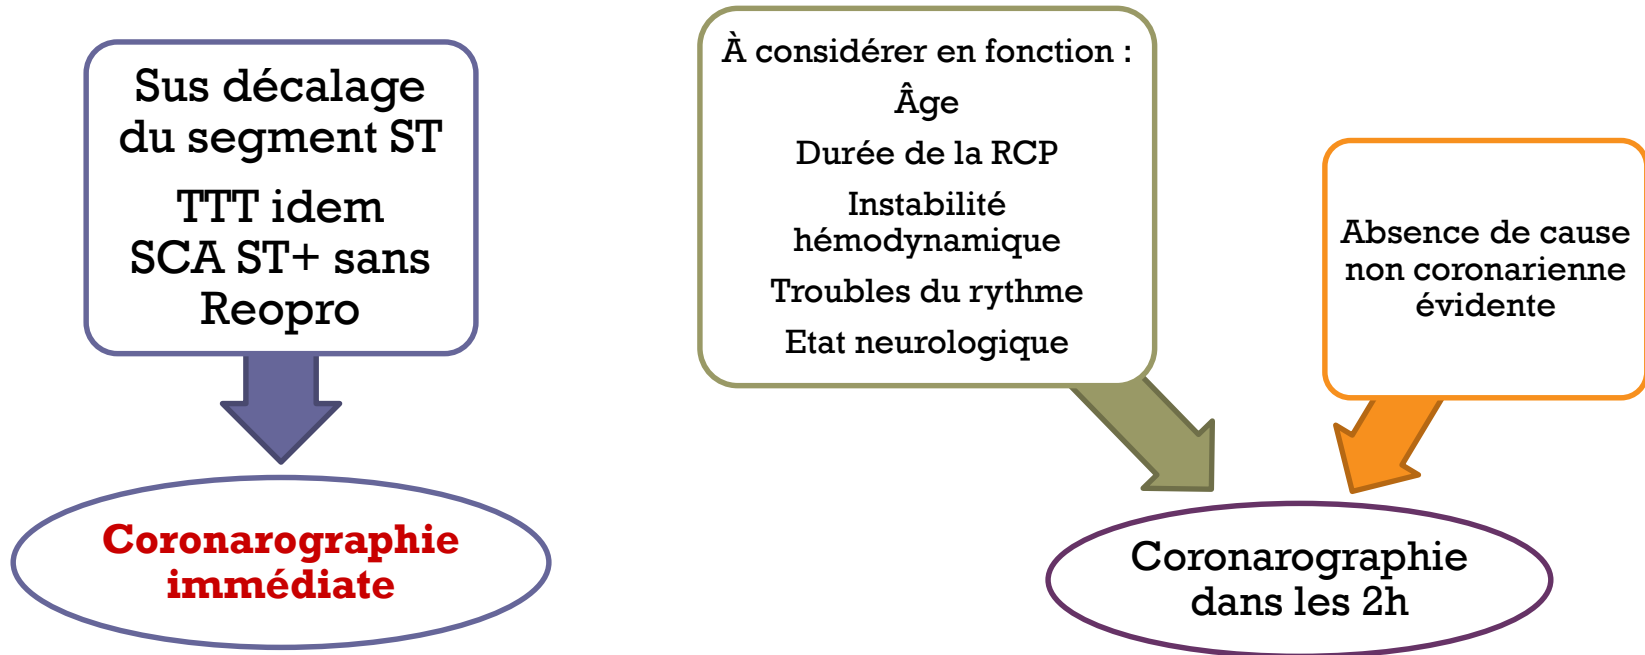 Sus décalage
du segment ST
TTT idem
SCA ST+ sans
Reopro
Coronarographie
immédiate
À considérer en fonction :
Âge
Durée de la RCP
Instabilité
hémodynamique
Troubles du rythme
Etat neurologique
Absence de cause
non coronarienne
évidente
Coronarographie
dans les 2h